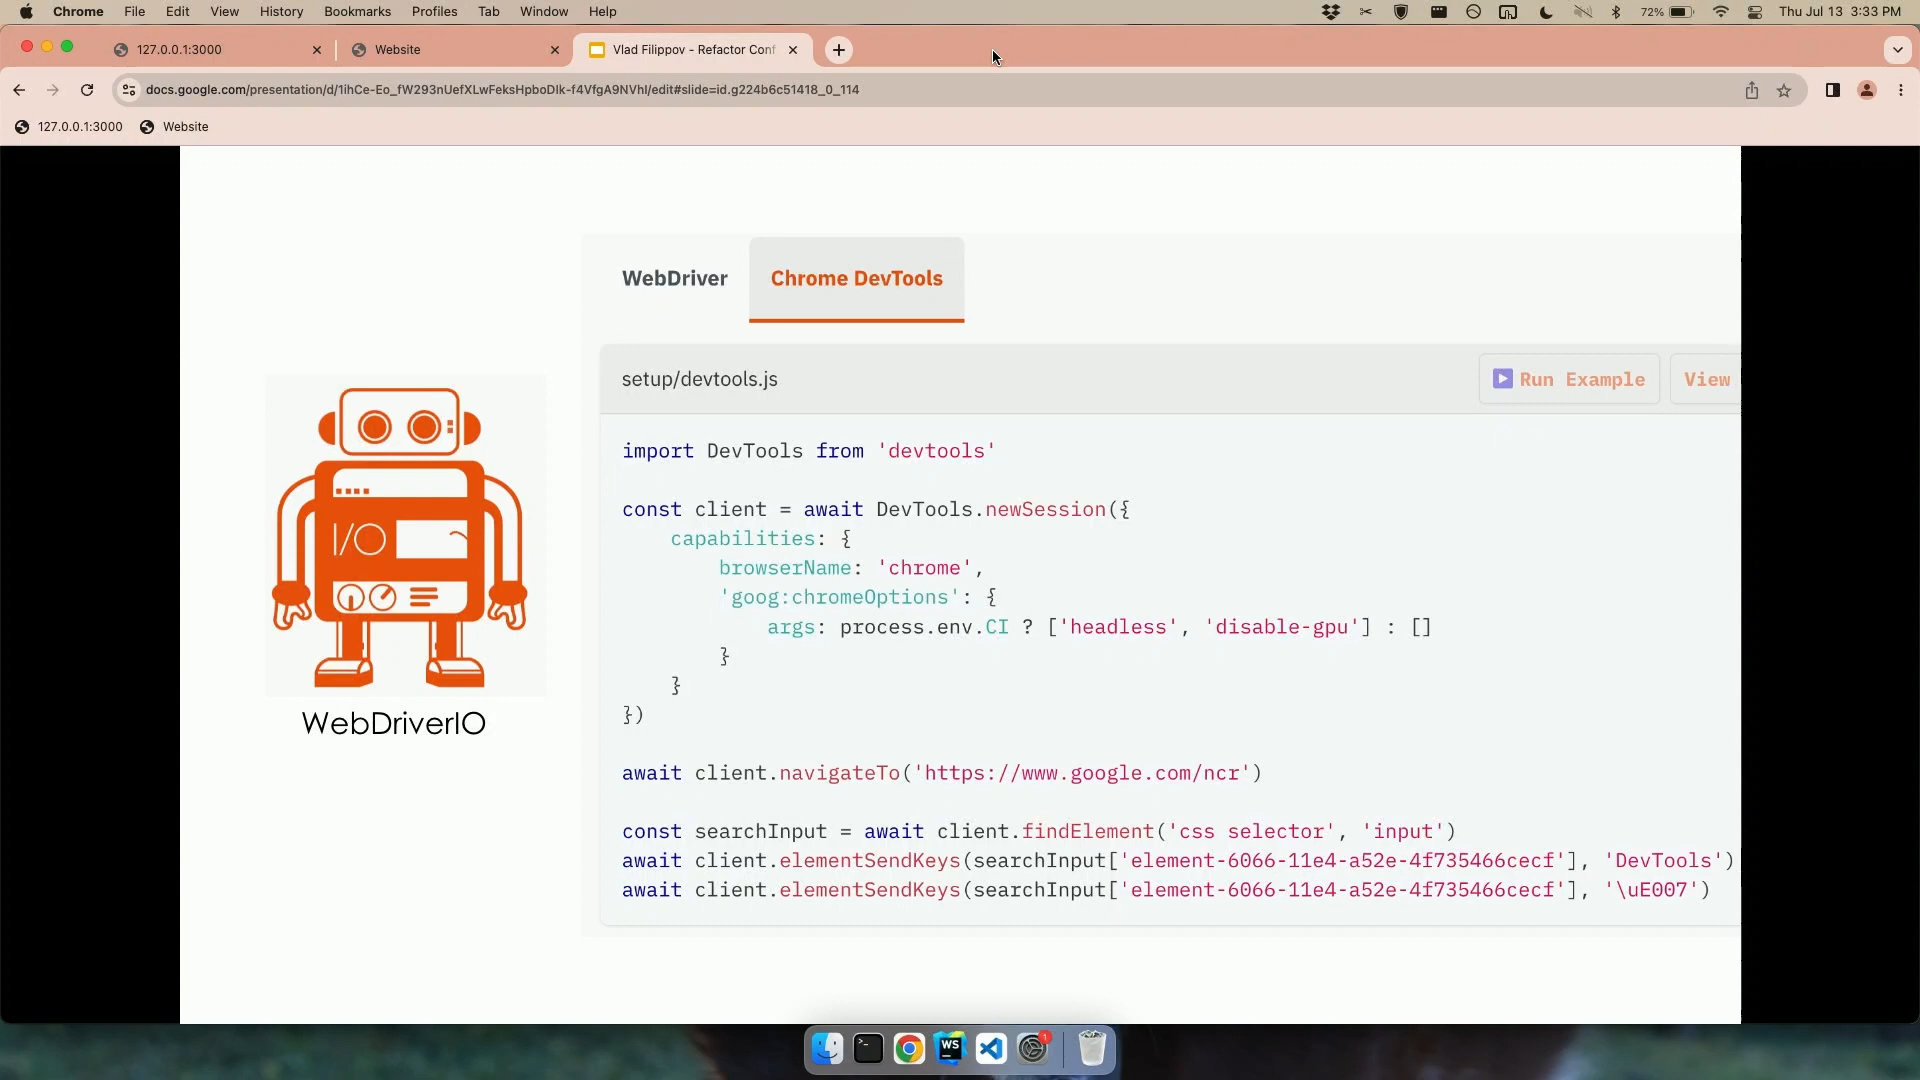 Chrome File Edit View History Bookmarks Profiles Tab Window Help 72% Thu Jul 13 3:33 PM
127.0.0.1:3000 Website Vlad Filippov - Refactor Conf
docs.google.com/presentation/d/1ihCe-Eo_fW293nUefXLwFeksHpboDIk-f4VfgA9NVhI/edit#slide=id.g224b6c51418_0_114
127.0.0.1:3000 Website
WebDriver Chrome DevTools
setup/devtools.js Run Example View
import DevTools from 'devtools'
const client = await DevTools.newSession({
capabilities: {
browserName: 'chrome',
'goog:chromeOptions': {
args: process.env.CI ? ['headless', 'disable-gpu'] : []
}
}
})
await client.navigateTo('https://www.google.com/ncr')
const searchInput = await client.findElement('css selector', 'input')
await client.elementSendKeys(searchInput['element-6066-11e4-a52e-4f735466cecf'], 'DevTools')
await client.elementSendKeys(searchInput['element-6066-11e4-a52e-4f735466cecf'], '\uE007')
I/O
WebDriverIO
WS
1